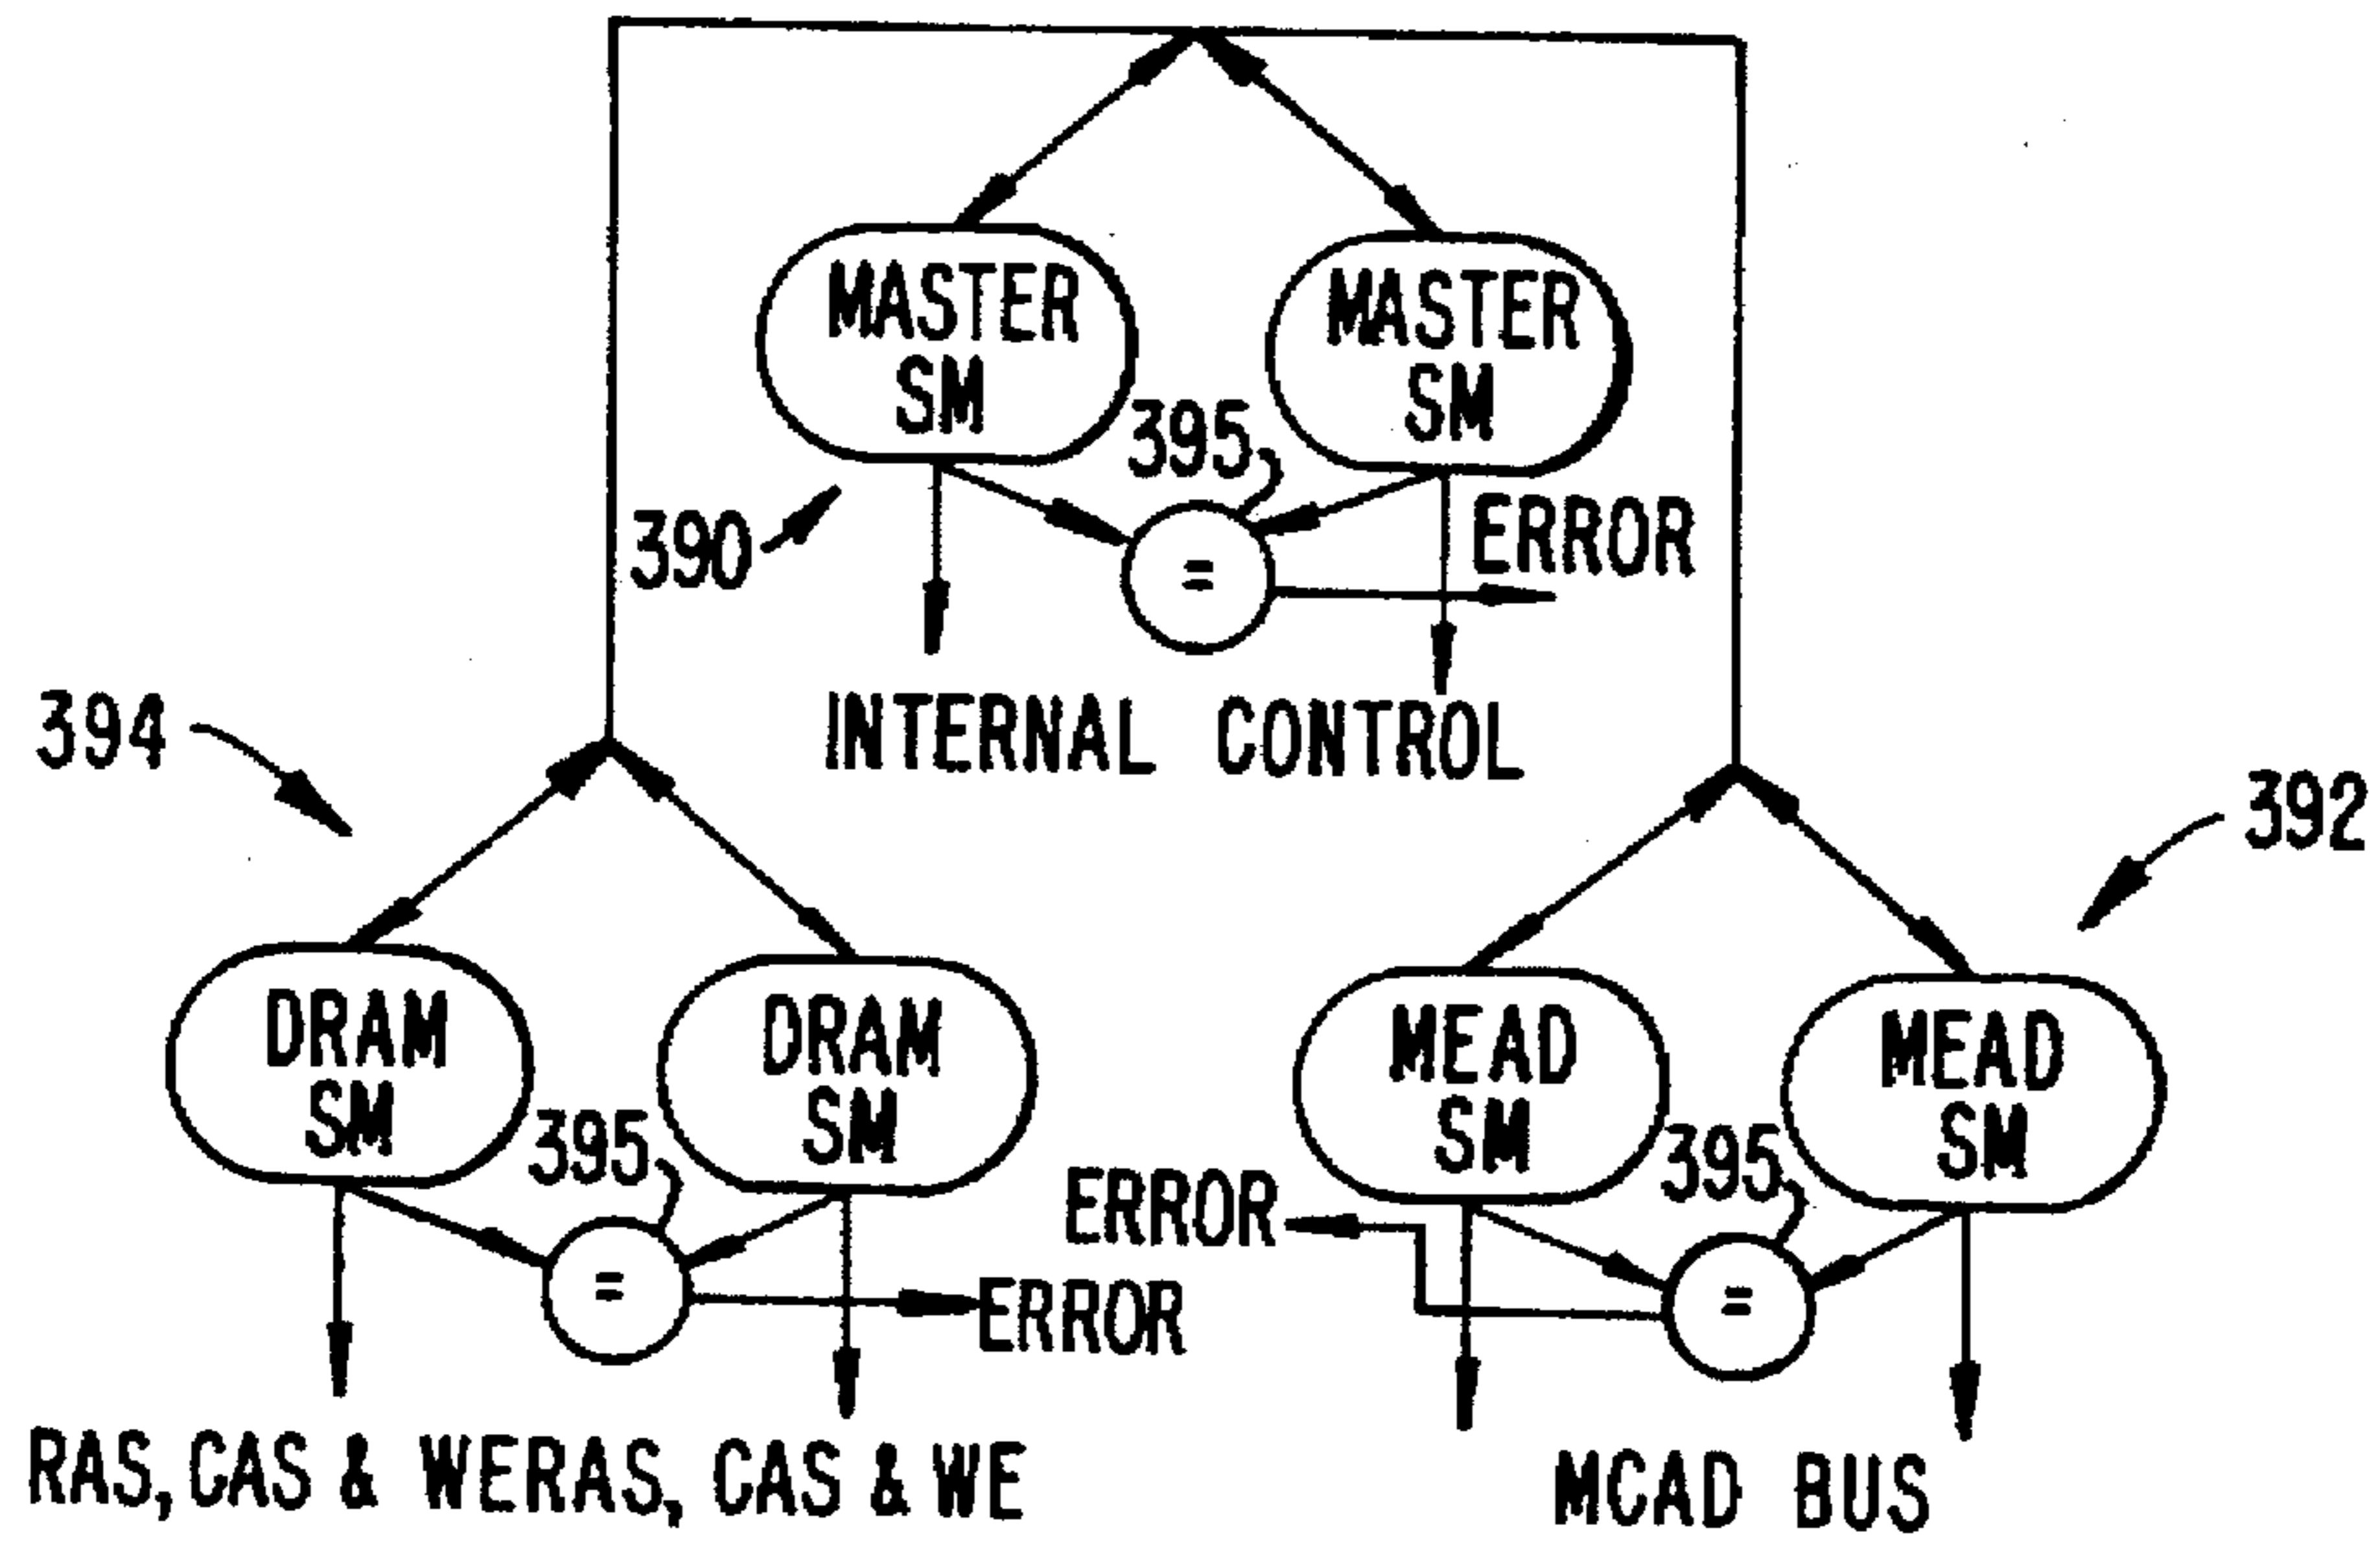 MASTER
SM
MASTER
SM
395
390
=
ERROR
INTERNAL CONTROL
394
392
DRAM
SM
DRAM
SM
395
=
ERROR
MEAD
SM
MEAD
SM
395
ERROR
=
RAS, CAS & WERAS, CAS & WE
MCAD BUS